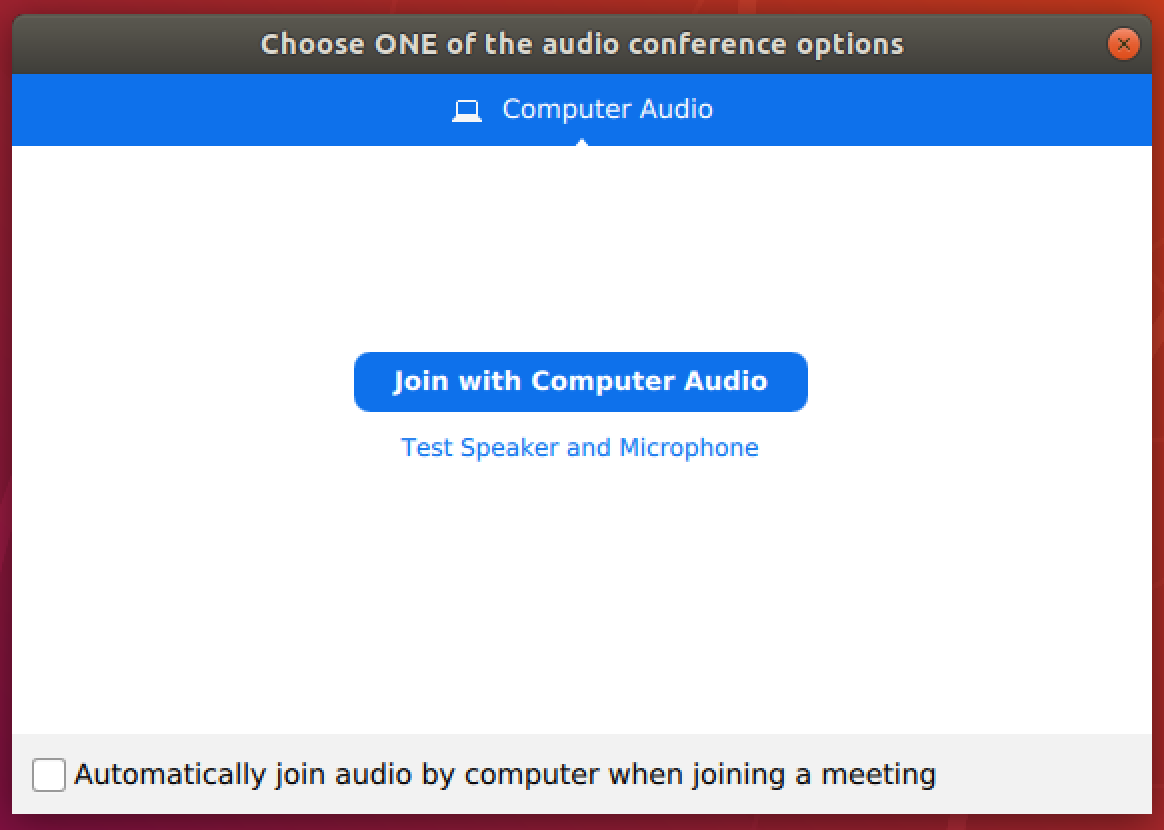 Choose ONE of the audio conference options
Computer Audio
Join with Computer Audio
Test Speaker and Microphone
Automatically join audio by computer when joining a meeting